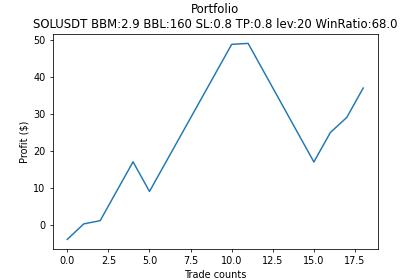 Portfolio
SOLUSDT BBM:2.9 BBL:160 SL:0.8 TP:0.8 lev:20 WinRatio:68.0
50
40
30
20
10
0
Profit ($)
0.0 2.5 5.0 7.5 10.0 12.5 15.0 17.5
Trade counts